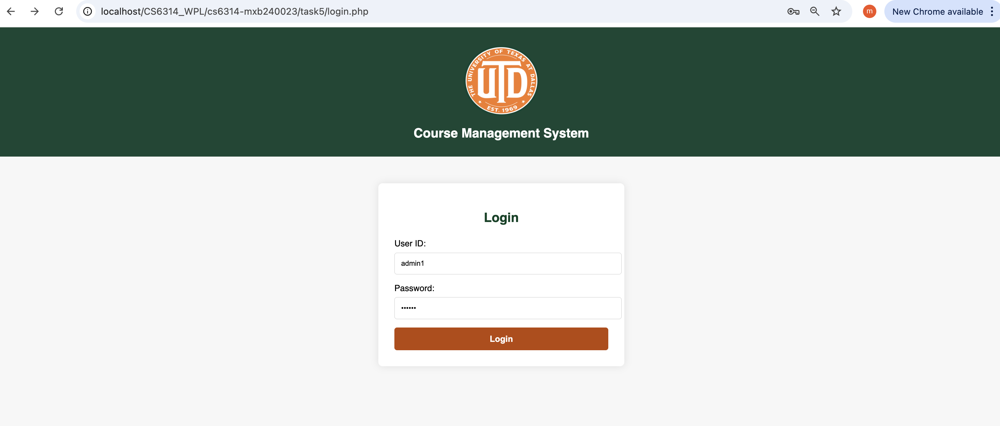 localhost/CS6314_WPL/cs6314-mxb240023/task5/login.php
m
New Chrome available
THE UNIVERSITY OF TEXAS AT DALLAS
UTD
EST. 1969
Course Management System
Login
User ID:
admin1
Password:
••••••
Login